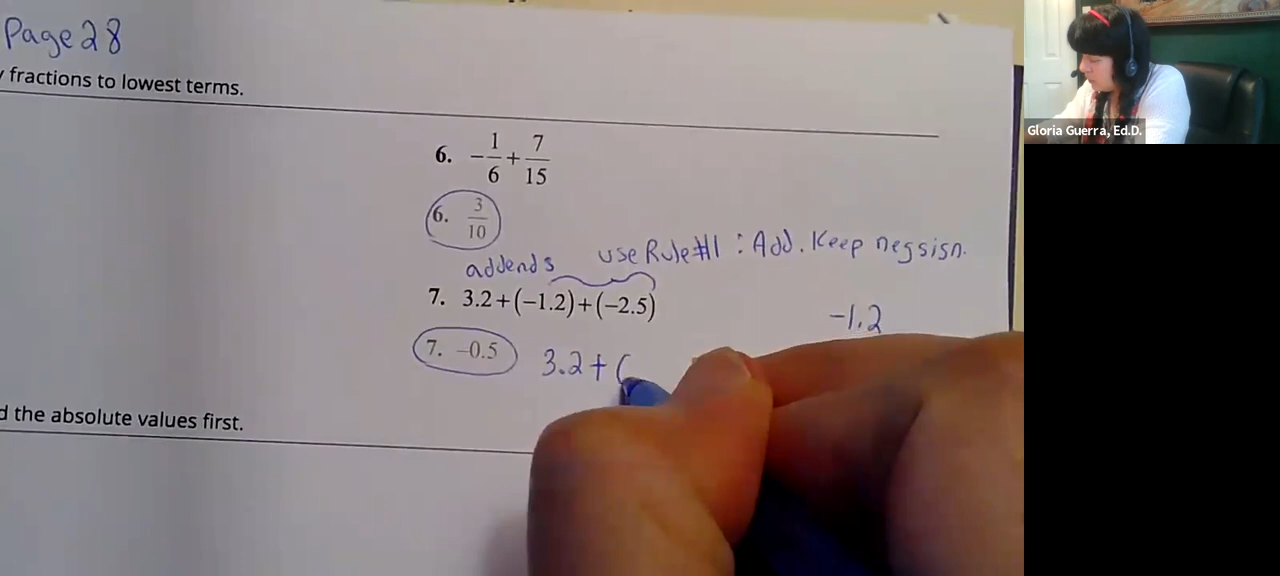 Page 28
fractions to lowest terms.
6. -1/6 + 7/15
6. 3/10
use Rule #1 : Add. Keep neg sign.
addends
7. 3.2+(−1.2)+(−2.5)
-1.2
7. −0.5
3.2 + (
the absolute values first.
Gloria Guerra, Ed.D.